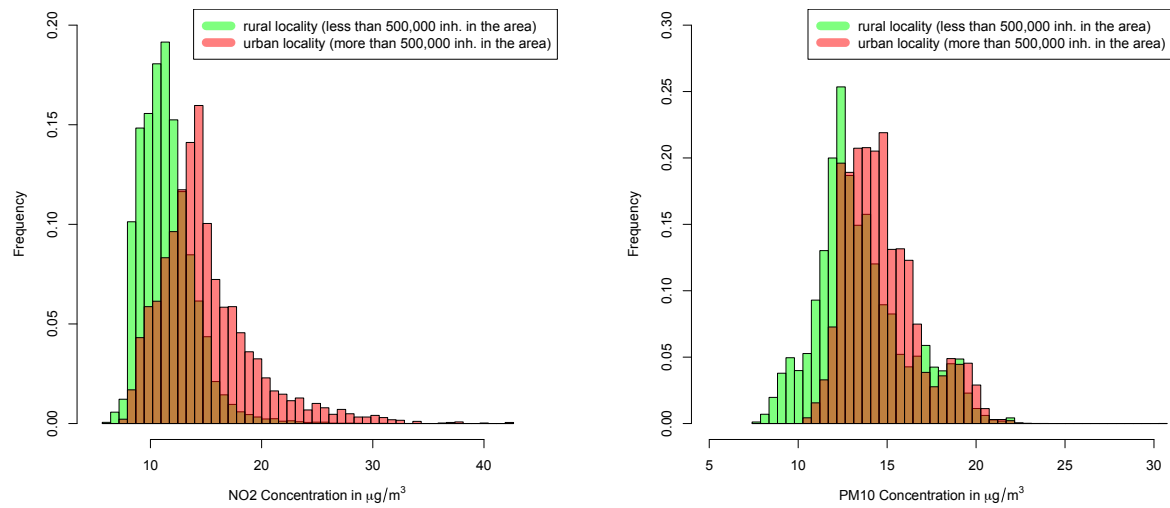 rural locality (less than 500,000 inh. in the area)
urban locality (more than 500,000 inh. in the area)
0.20
0.15
0.10
0.05
0.00
Frequency
10 20 30 40
NO2 Concentration in μg/m³
rural locality (less than 500,000 inh. in the area)
urban locality (more than 500,000 inh. in the area)
0.30
0.25
0.20
0.15
0.10
0.05
0.00
Frequency
5 10 15 20 25 30
PM10 Concentration in μg/m³